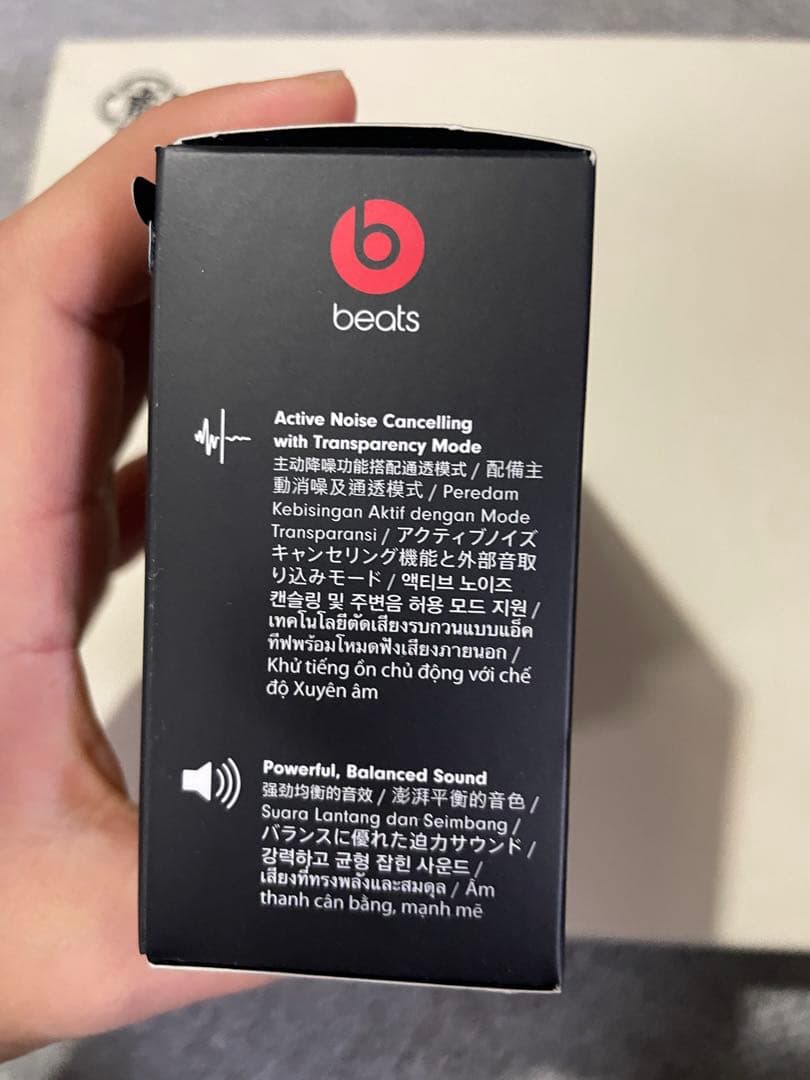 b
beats
Active Noise Cancelling
with Transparency Mode
主动降噪功能搭配通透模式 / 配備主
動消噪及通透模式 / Peredam
Kebisingan Aktif dengan Mode
Transparansi / アクティブノイズ
キャンセリング機能と外部音取
り込みモード / 액티브 노이즈
캔슬링 및 주변음 허용 모드 지원 /
เทคโนโลยีตัดเสียงรบกวนแบบแอ็ค
ทีฟพร้อมโหมดฟังเสียงภายนอก /
Khử tiếng ồn chủ động với chế
độ Xuyên âm
Powerful, Balanced Sound
强劲均衡的音效 / 澎湃平衡的音色 /
Suara Lantang dan Seimbang /
バランスに優れた迫力サウンド /
강력하고 균형 잡힌 사운드 /
เสียงที่ทรงพลังและสมดุล / Âm
thanh cân bằng, mạnh mẽ